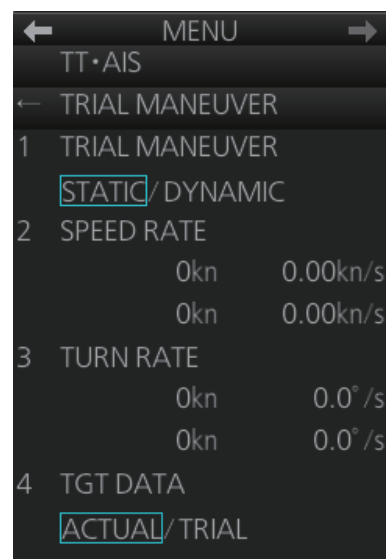 ← MENU →
TT•AIS
← TRIAL MANEUVER
1 TRIAL MANEUVER
STATIC/ DYNAMIC
2 SPEED RATE
0kn 0.00kn/s
0kn 0.00kn/s
3 TURN RATE
0kn 0.0°/s
0kn 0.0°/s
4 TGT DATA
ACTUAL/ TRIAL